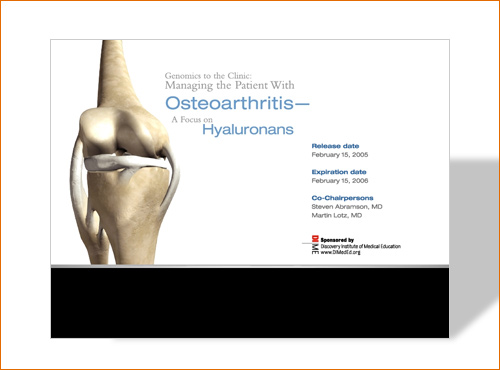 Genomics to the Clinic:
Managing the Patient With
Osteoarthritis—
A Focus on
Hyaluronans
Release date
February 15, 2005
Expiration date
February 15, 2006
Co-Chairpersons
Steven Abramson, MD
Martin Lotz, MD
DI
ME
Sponsored by
Discovery Institute of Medical Education
www.DIMedEd.org